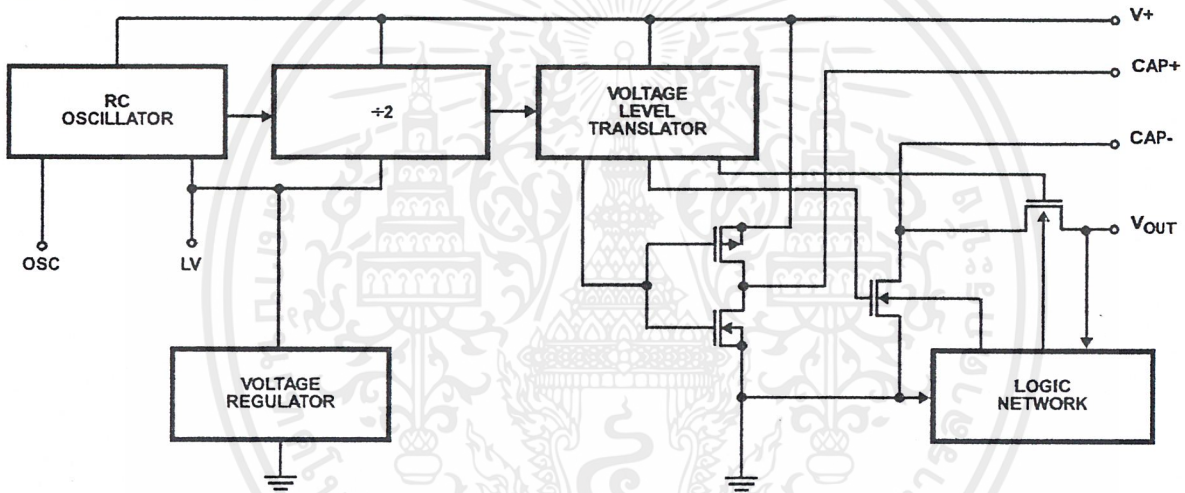 V+
CAP+
RC
OSCILLATOR
÷2
VOLTAGE
LEVEL
TRANSLATOR
CAP-
VOUT
OSC
LV
VOLTAGE
REGULATOR
LOGIC
NETWORK